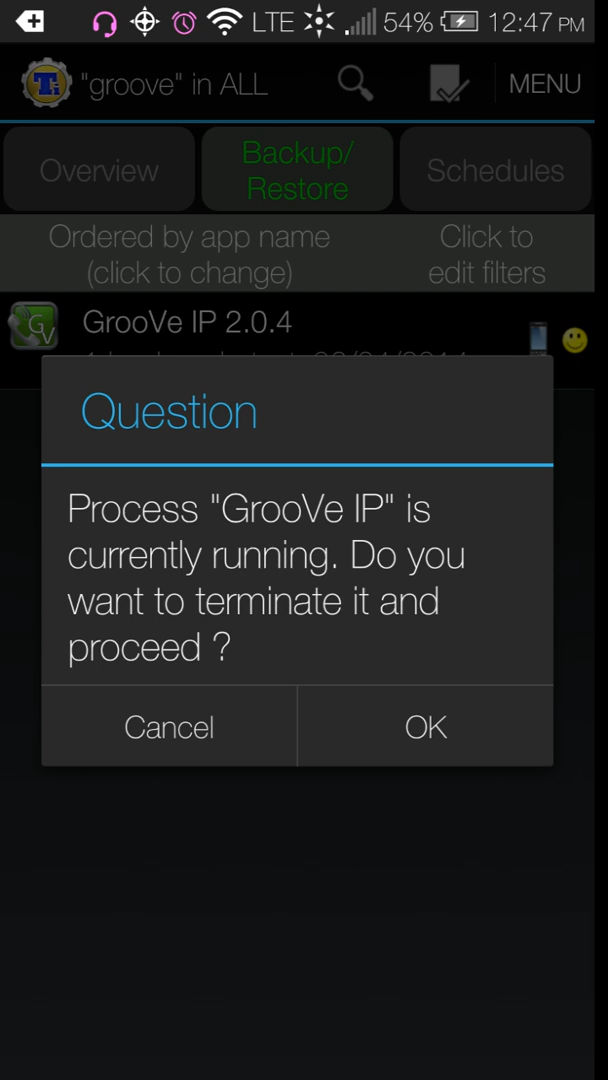 LTE 54% 12:47 PM
"groove" in ALL MENU
Overview
Backup/
Restore
Schedules
Ordered by app name
(click to change)
Click to
edit filters
GrooVe IP 2.0.4
Question
Process "GrooVe IP" is
currently running. Do you
want to terminate it and
proceed ?
Cancel OK